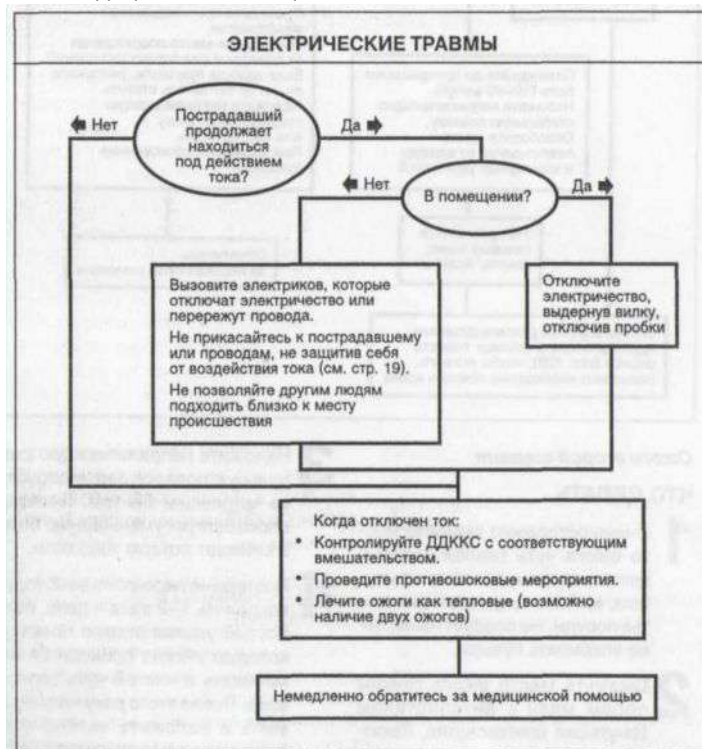 ЭЛЕКТРИЧЕСКИЕ ТРАВМЫ
Нет
Пострадавший
продолжает
находиться
под действием
тока?
Да
Нет
В помещении?
Да
Вызовите электриков, которые
отключат электричество или
перережут провода.
Не прикасайтесь к пострадавшему
или проводам, не защитив себя
от воздействия тока (см. стр. 19).
Не позволяйте другим людям
подходить близко к месту
происшествия
Отключите
электричество,
выдернув вилку,
отключив пробки
Когда отключен ток:
* Контролируйте ДДККС с соответствующим
вмешательством.
* Проведите противошоковые мероприятия.
* Лечите ожоги как тепловые (возможно
наличие двух ожогов)
Немедленно обратитесь за медицинской помощью